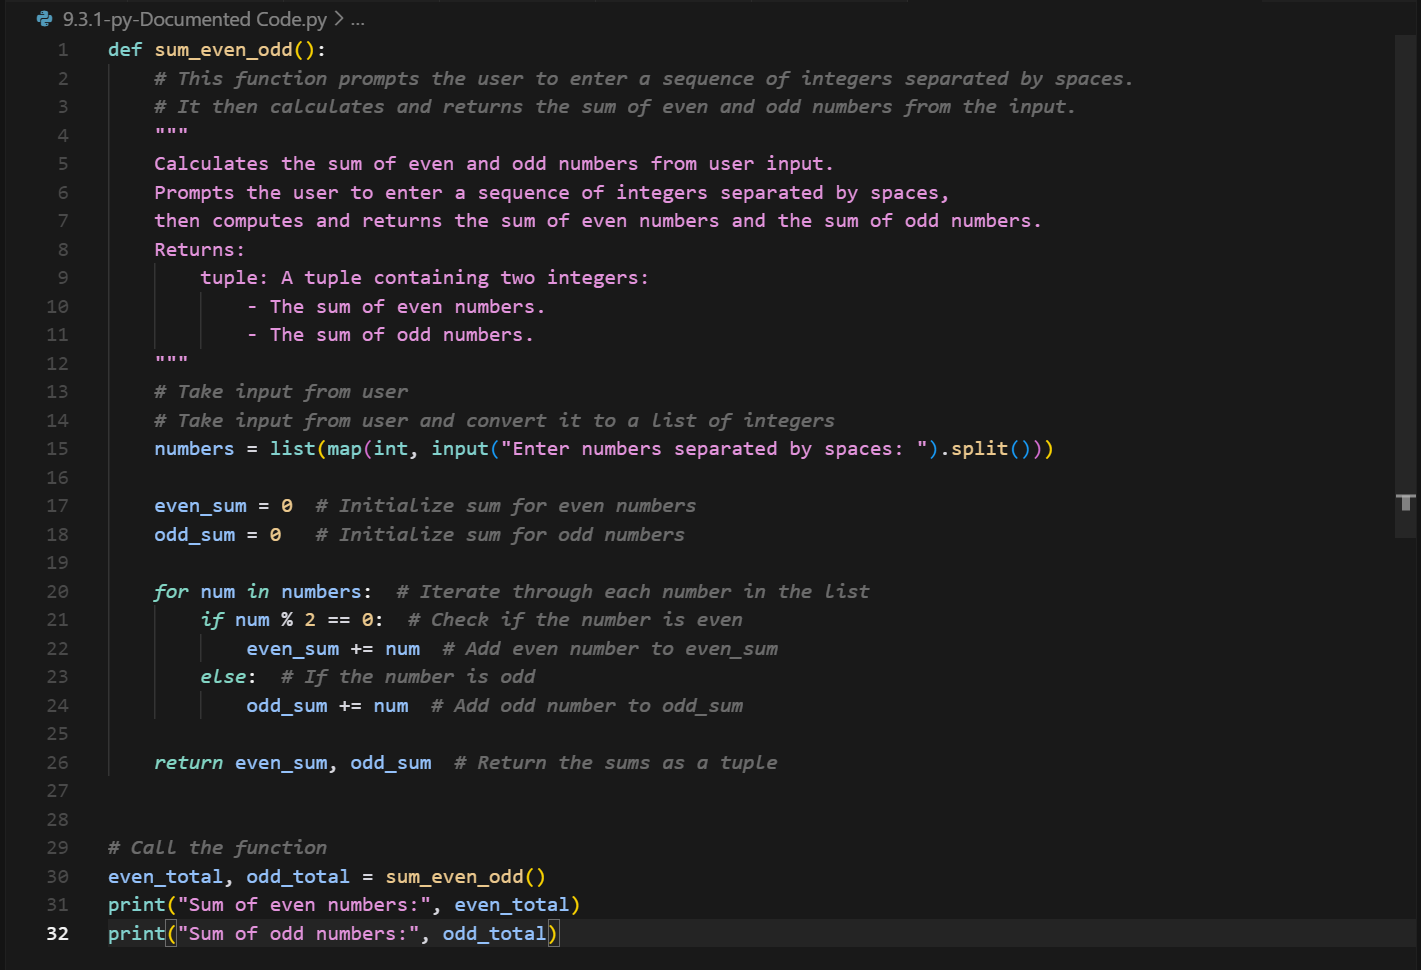 9.3.1-py-Documented Code.py > ...
1 def sum_even_odd():
2     # This function prompts the user to enter a sequence of integers separated by spaces.
3     # It then calculates and returns the sum of even and odd numbers from the input.
4     """
5     Calculates the sum of even and odd numbers from user input.
6     Prompts the user to enter a sequence of integers separated by spaces,
7     then computes and returns the sum of even numbers and the sum of odd numbers.
8     Returns:
9         tuple: A tuple containing two integers:
10             - The sum of even numbers.
11             - The sum of odd numbers.
12     """
13     # Take input from user
14     # Take input from user and convert it to a list of integers
15     numbers = list(map(int, input("Enter numbers separated by spaces: ").split()))
16
17     even_sum = 0  # Initialize sum for even numbers
18     odd_sum = 0   # Initialize sum for odd numbers
19
20     for num in numbers:  # Iterate through each number in the list
21         if num % 2 == 0:  # Check if the number is even
22             even_sum += num  # Add even number to even_sum
23         else:  # If the number is odd
24             odd_sum += num  # Add odd number to odd_sum
25
26     return even_sum, odd_sum  # Return the sums as a tuple
27
28
29 # Call the function
30 even_total, odd_total = sum_even_odd()
31 print("Sum of even numbers:", even_total)
32 print("Sum of odd numbers:", odd_total)